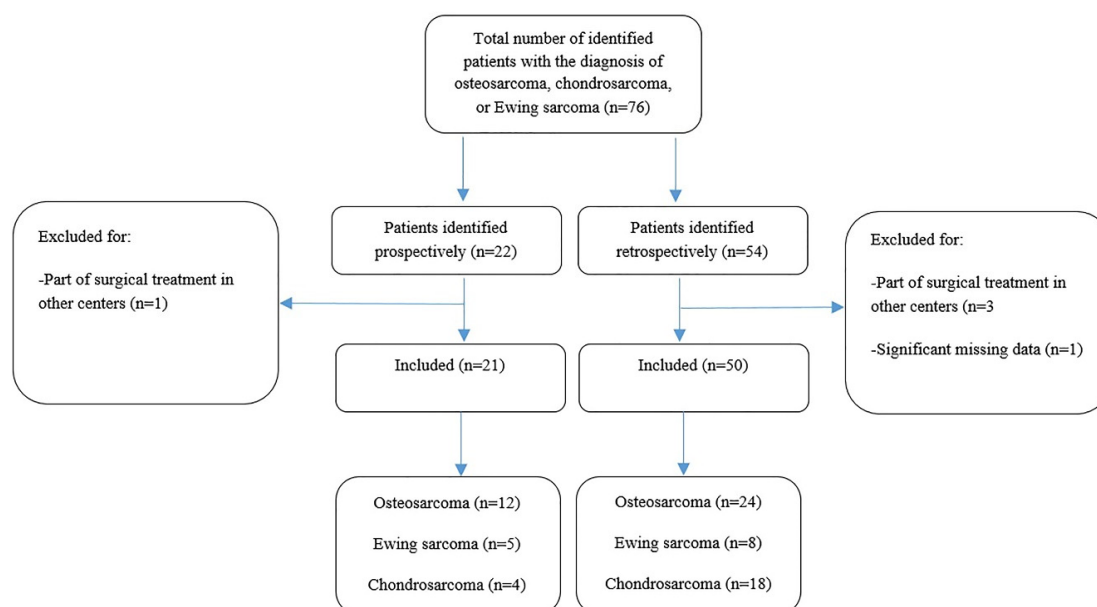 Total number of identified
patients with the diagnosis of
osteosarcoma, chondrosarcoma,
or Ewing sarcoma (n=76)
Patients identified
prospectively (n=22)
Patients identified
retrospectively (n=54)
Excluded for:
-Part of surgical treatment in
other centers (n=1)
Excluded for:
-Part of surgical treatment in
other centers (n=3
-Significant missing data (n=1)
Included (n=21)
Included (n=50)
Osteosarcoma (n=12)
Ewing sarcoma (n=5)
Chondrosarcoma (n=4)
Osteosarcoma (n=24)
Ewing sarcoma (n=8)
Chondrosarcoma (n=18)